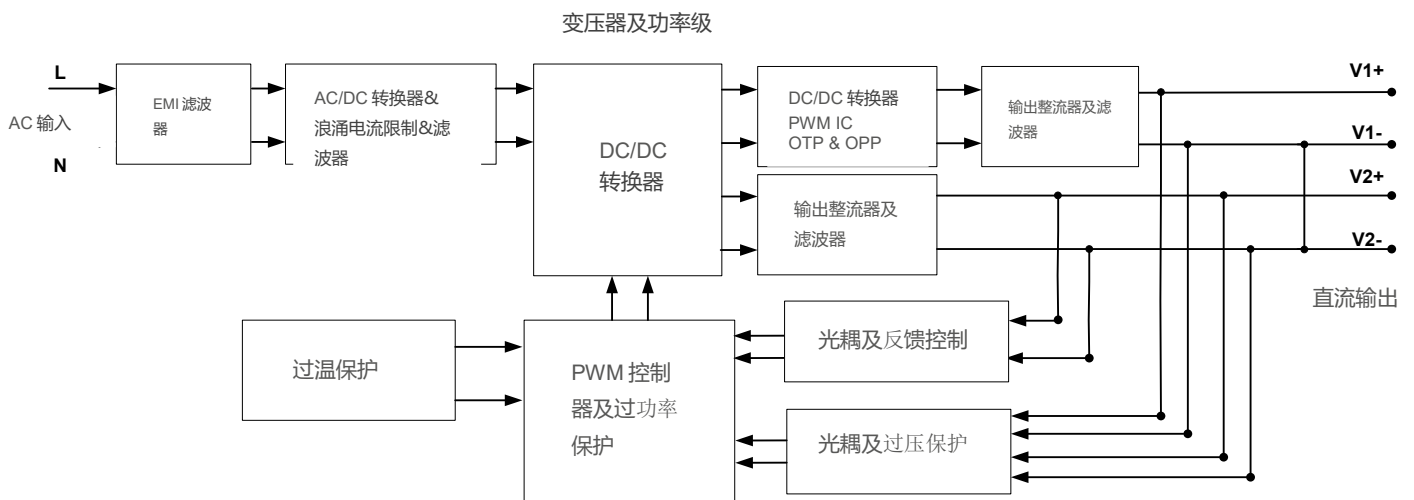 变压器及功率级
L
AC 输入
N
EMI 滤波
器
AC/DC 转换器&
浪涌电流限制&滤
波器
DC/DC
转换器
DC/DC 转换器
PWM IC
OTP & OPP
输出整流器及滤
波器
输出整流器及
滤波器
V1+
V1-
V2+
V2-
直流输出
过温保护
PWM 控制
器及过功率
保护
光耦及反馈控制
光耦及过压保护